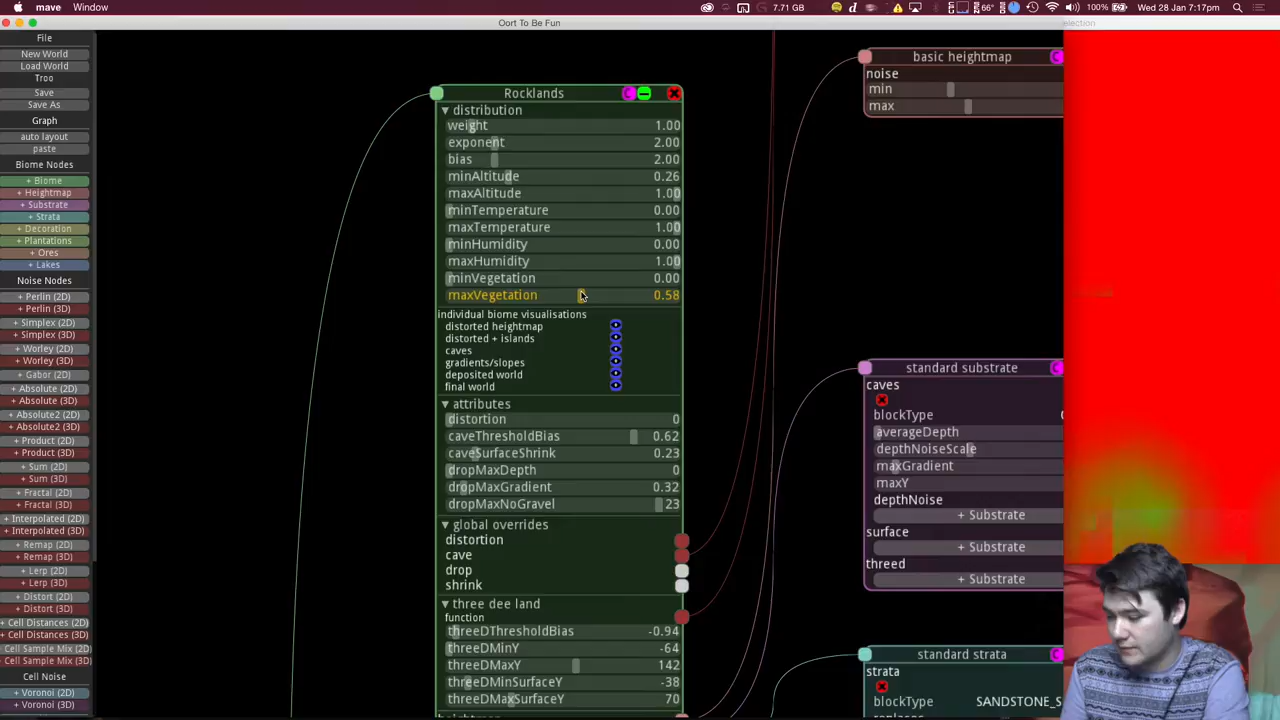 mave Window
7.71 GB
66°
100%
Wed 28 Jan 7:17pm
Oort To Be Fun
election
File
New World
Load World
Troo
Save
Save As
Graph
auto layout
paste
Biome Nodes
+ Biome
+ Heightmap
+ Substrate
+ Strata
+ Decoration
+ Plantations
+ Ores
+ Lakes
Noise Nodes
+ Perlin (2D)
+ Perlin (3D)
+ Simplex (2D)
+ Simplex (3D)
+ Worley (2D)
+ Worley (3D)
+ Gabor (2D)
+ Absolute (2D)
+ Absolute (3D)
+ Absolute2 (2D)
+ Absolute2 (3D)
+ Product (2D)
+ Product (3D)
+ Sum (2D)
+ Sum (3D)
+ Fractal (2D)
+ Fractal (3D)
+ Interpolated (2D)
+ Interpolated (3D)
+ Remap (2D)
+ Remap (3D)
+ Lerp (2D)
+ Lerp (3D)
+ Distort (2D)
+ Distort (3D)
+ Cell Distances (2D)
+ Cell Distances (3D)
+ Cell Sample Mix (2D)
+ Cell Sample Mix (3D)
Cell Noise
+ Voronoi (2D)
+ Voronoi (3D)
Rocklands
distribution
weight 1.00
exponent 2.00
bias 2.00
minAltitude 0.26
maxAltitude 1.00
minTemperature 0.00
maxTemperature 1.00
minHumidity 0.00
maxHumidity 1.00
minVegetation 0.00
maxVegetation 0.58
individual biome visualisations
distorted heightmap
distorted + islands
caves
gradients/slopes
deposited world
final world
attributes
distortion 0
caveThresholdBias 0.62
caveSurfaceShrink 0.23
dropMaxDepth 0
dropMaxGradient 0.32
dropMaxNoGravel 23
global overrides
distortion
cave
drop
shrink
three dee land
function
threeDThresholdBias -0.94
threeDMinY -64
threeDMaxY 142
threeDMinSurfaceY -38
threeDMaxSurfaceY 70
basic heightmap
noise
min
max
standard substrate
caves
blockType
averageDepth
depthNoiseScale
maxGradient
maxY
depthNoise
+ Substrate
surface
+ Substrate
threed
+ Substrate
standard strata
strata
blockType SANDSTONE_S